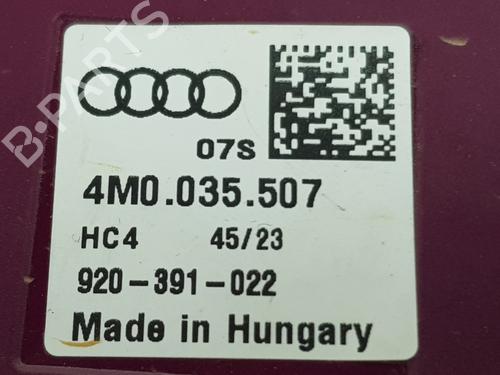 B-PARTS
07S
4M0.035.507
HC4 45/23
920-391-022
Made in Hungary